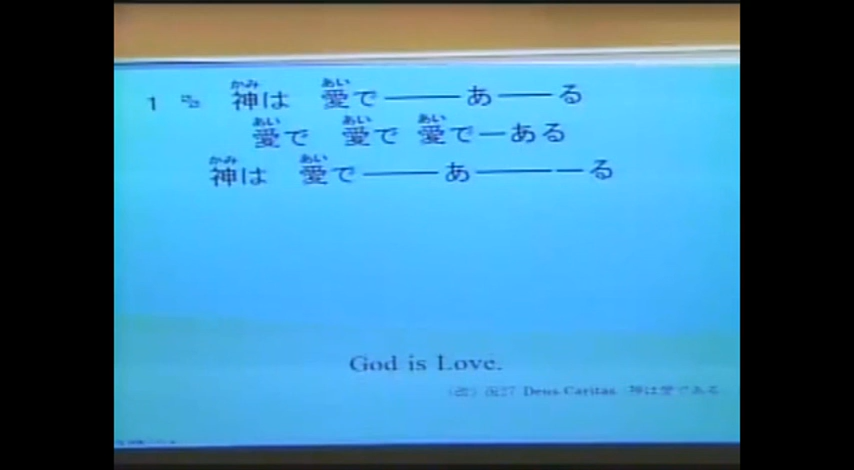 1 神は 愛で――あ―る
愛で 愛で 愛で―ある
神は 愛で――あ――る
God is Love.
Deus Caritas 神は愛である